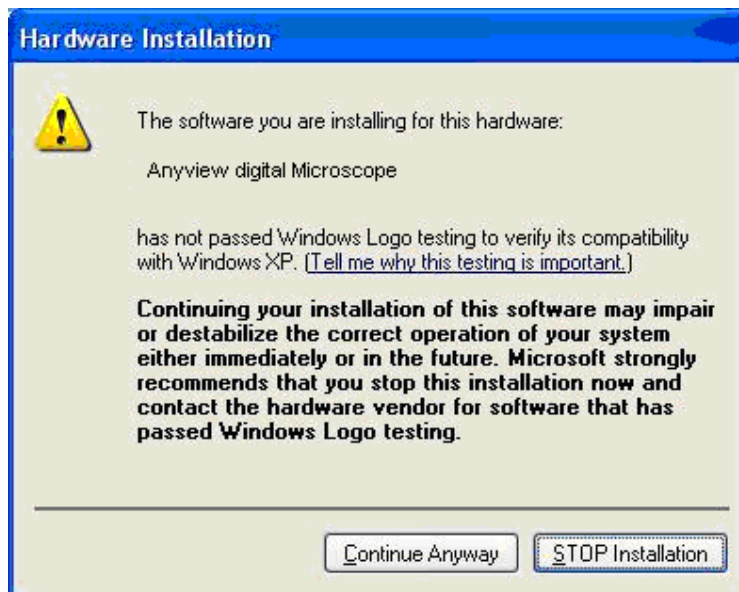 Hardware Installation
The software you are installing for this hardware:
Anyview digital Microscope
has not passed Windows Logo testing to verify its compatibility
with Windows XP. (Tell me why this testing is important.)
Continuing your installation of this software may impair
or destabilize the correct operation of your system
either immediately or in the future. Microsoft strongly
recommends that you stop this installation now and
contact the hardware vendor for software that has
passed Windows Logo testing.
Continue Anyway
STOP Installation